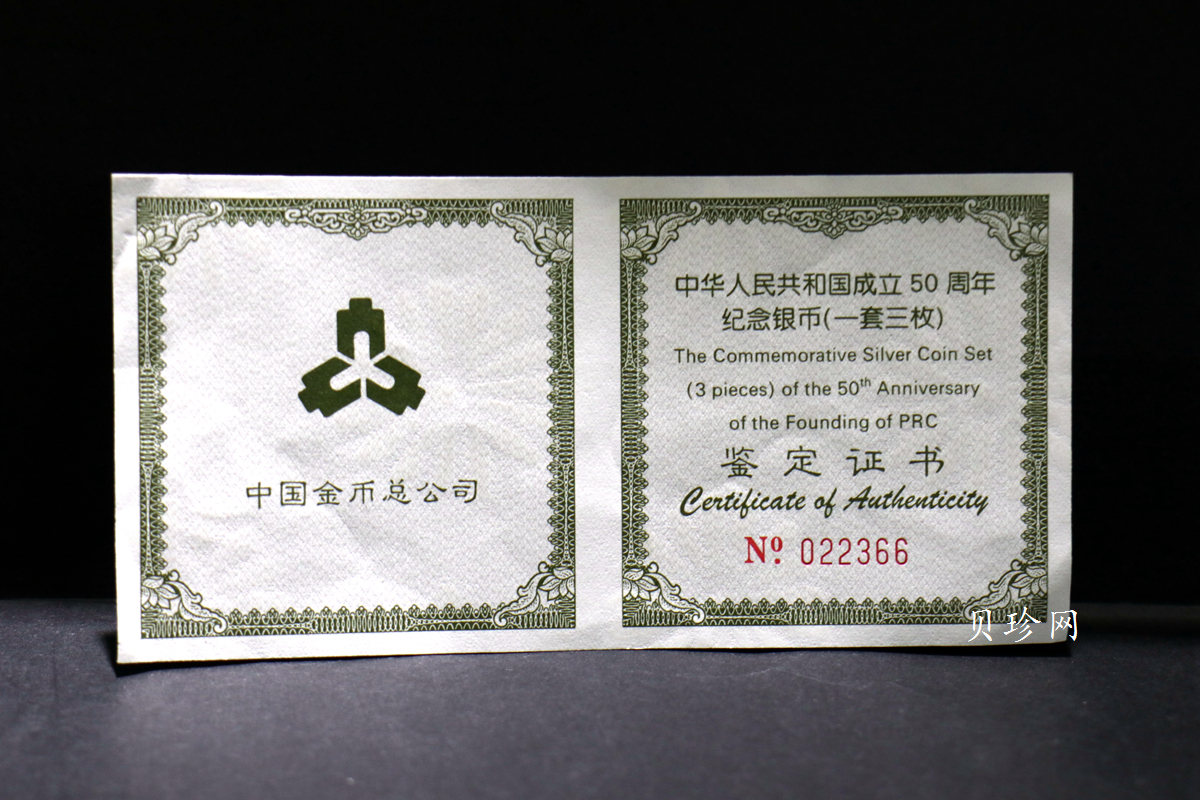 中国金币总公司
中华人民共和国成立 50 周年
纪念银币(一套三枚)
The Commemorative Silver Coin Set
(3 pieces) of the 50th Anniversary
of the Founding of PRC
鉴定证书
Certificate of Authenticity
Nº 022366
贝珍网